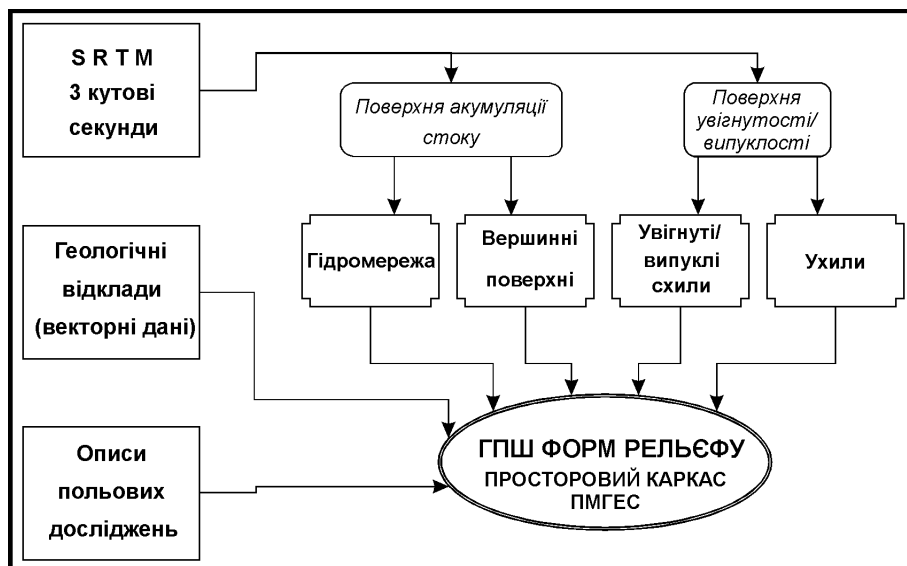 S R T M
3 кутові
секунди
Поверхня акумуляції
стоку
Поверхня
увігнутості/
випуклості
Гідромережа
Вершинні
поверхні
Увігнуті/
випуклі
схили
Ухили
Геологічні
відклади
(векторні дані)
Описи
польових
досліджень
ГПШ ФОРМ РЕЛЬЄФУ
ПРОСТОРОВИЙ КАРКАС
ПМГЕС